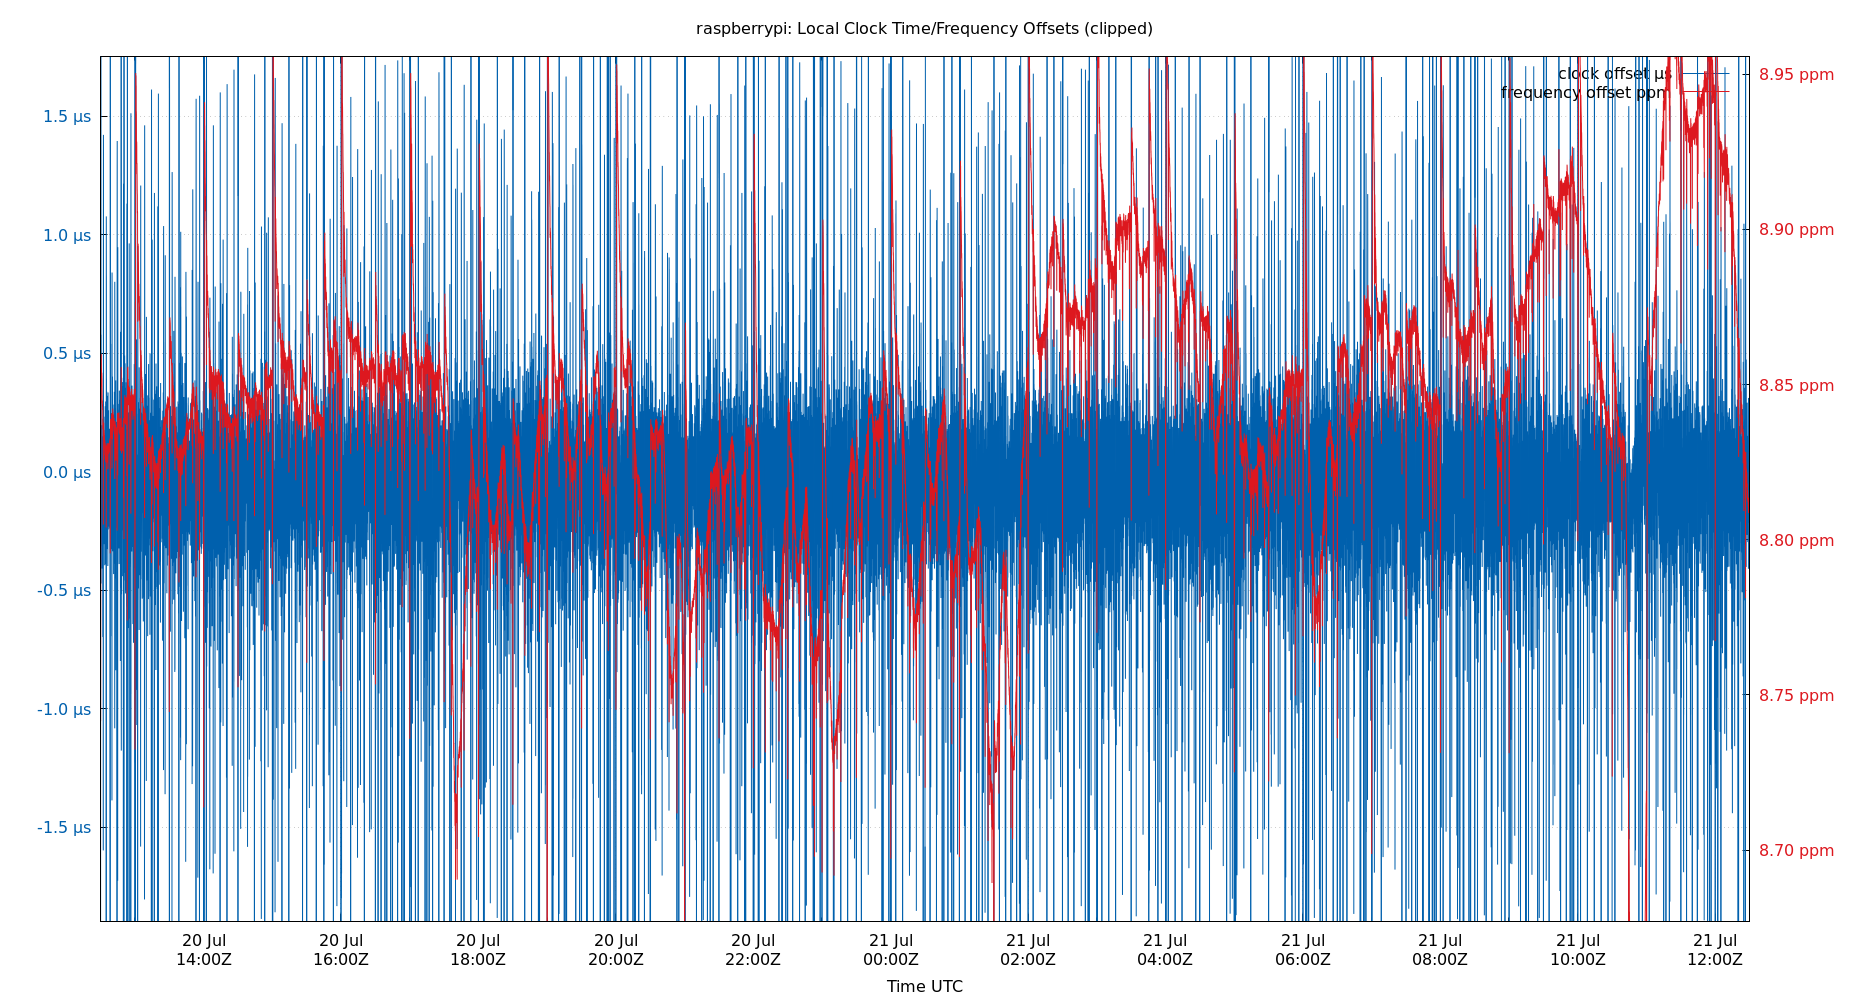 raspberrypi: Local Clock Time/Frequency Offsets (clipped)
clock offset µs
frequency offset ppm
1.5 µs
1.0 µs
0.5 µs
0.0 µs
-0.5 µs
-1.0 µs
-1.5 µs
8.95 ppm
8.90 ppm
8.85 ppm
8.80 ppm
8.75 ppm
8.70 ppm
20 Jul 20 Jul 20 Jul 20 Jul 20 Jul 21 Jul 21 Jul 21 Jul 21 Jul 21 Jul 21 Jul 21 Jul
14:00Z 16:00Z 18:00Z 20:00Z 22:00Z 00:00Z 02:00Z 04:00Z 06:00Z 08:00Z 10:00Z 12:00Z
Time UTC